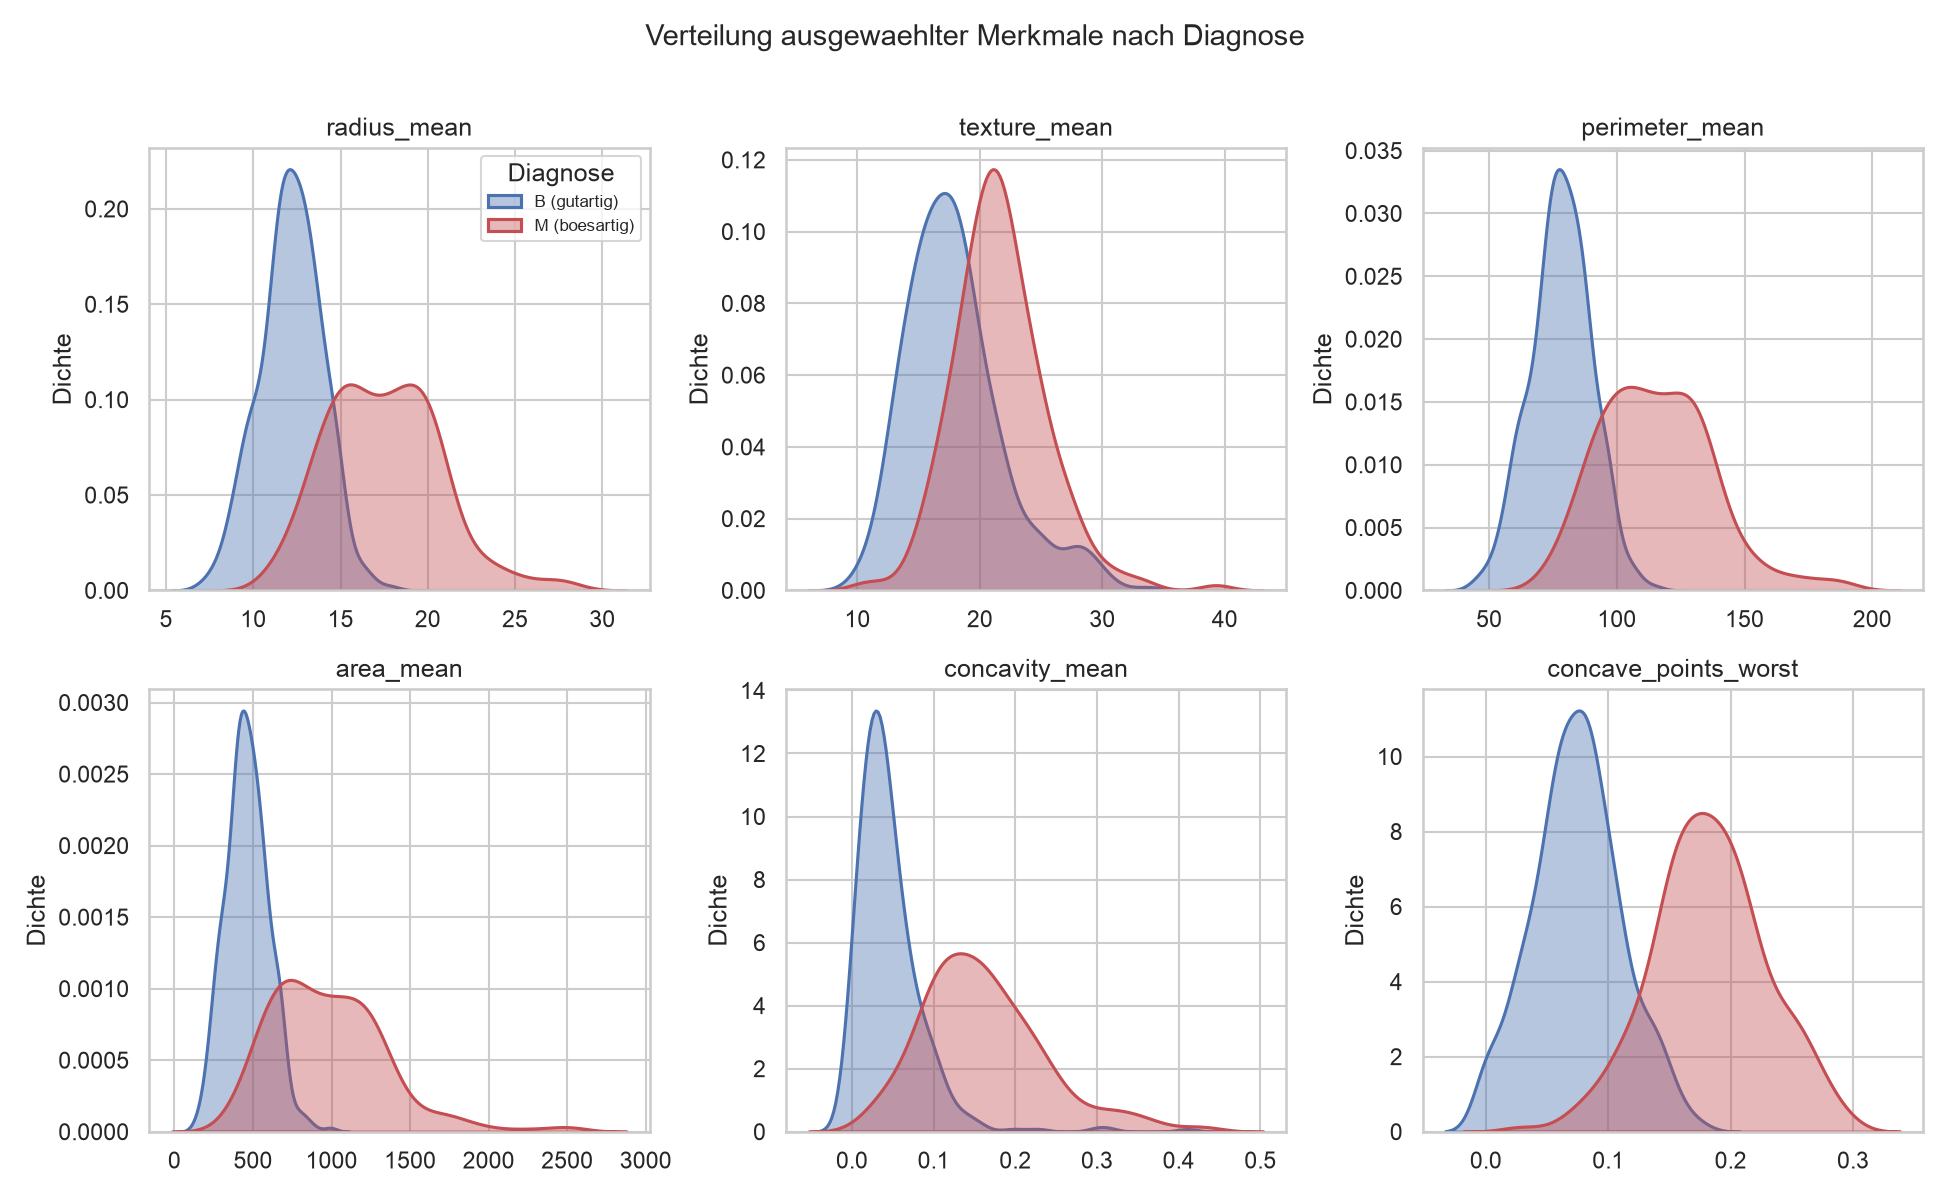 Verteilung ausgewaehlter Merkmale nach Diagnose
radius_mean
Diagnose
B (gutartig)
M (boesartig)
Dichte
0.20
0.15
0.10
0.05
0.00
5 10 15 20 25 30
texture_mean
Dichte
0.12
0.10
0.08
0.06
0.04
0.02
0.00
10 20 30 40
perimeter_mean
Dichte
0.035
0.030
0.025
0.020
0.015
0.010
0.005
0.000
50 100 150 200
area_mean
Dichte
0.0030
0.0025
0.0020
0.0015
0.0010
0.0005
0.0000
0 500 1000 1500 2000 2500 3000
concavity_mean
Dichte
14
12
10
8
6
4
2
0
0.0 0.1 0.2 0.3 0.4 0.5
concave_points_worst
Dichte
10
8
6
4
2
0
0.0 0.1 0.2 0.3